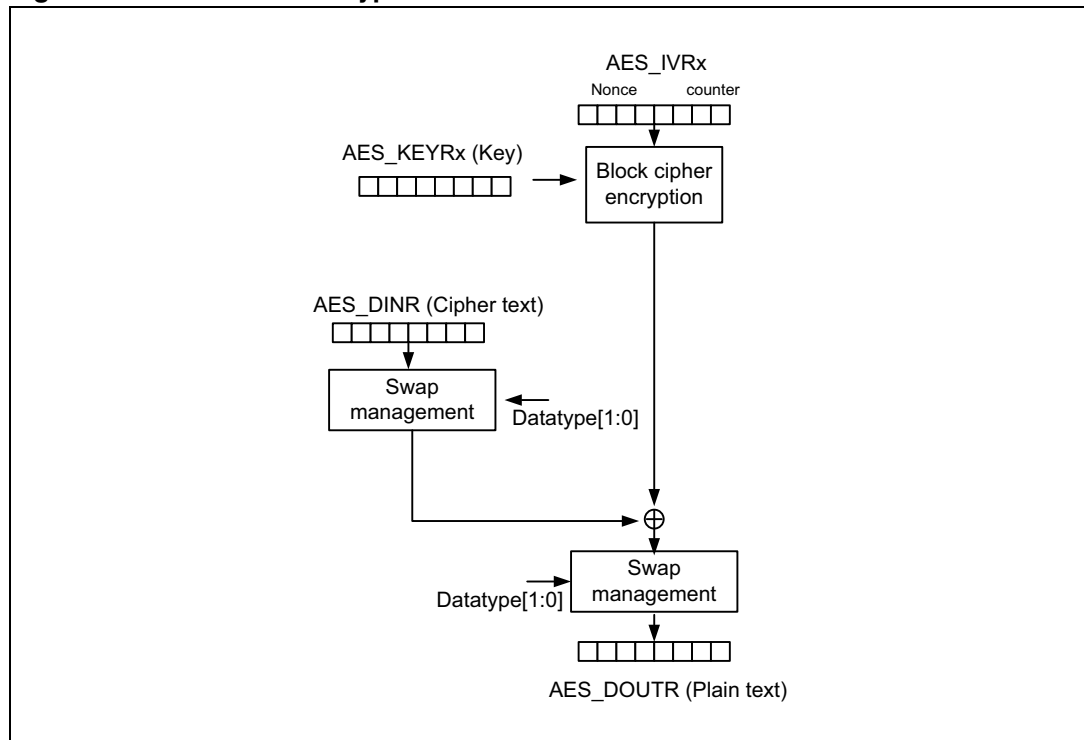 AES_IVRx
Nonce counter
AES_KEYRx (Key)
Block cipher
encryption
AES_DINR (Cipher text)
Swap
management
Datatype[1:0]
Swap
management
Datatype[1:0]
AES_DOUTR (Plain text)